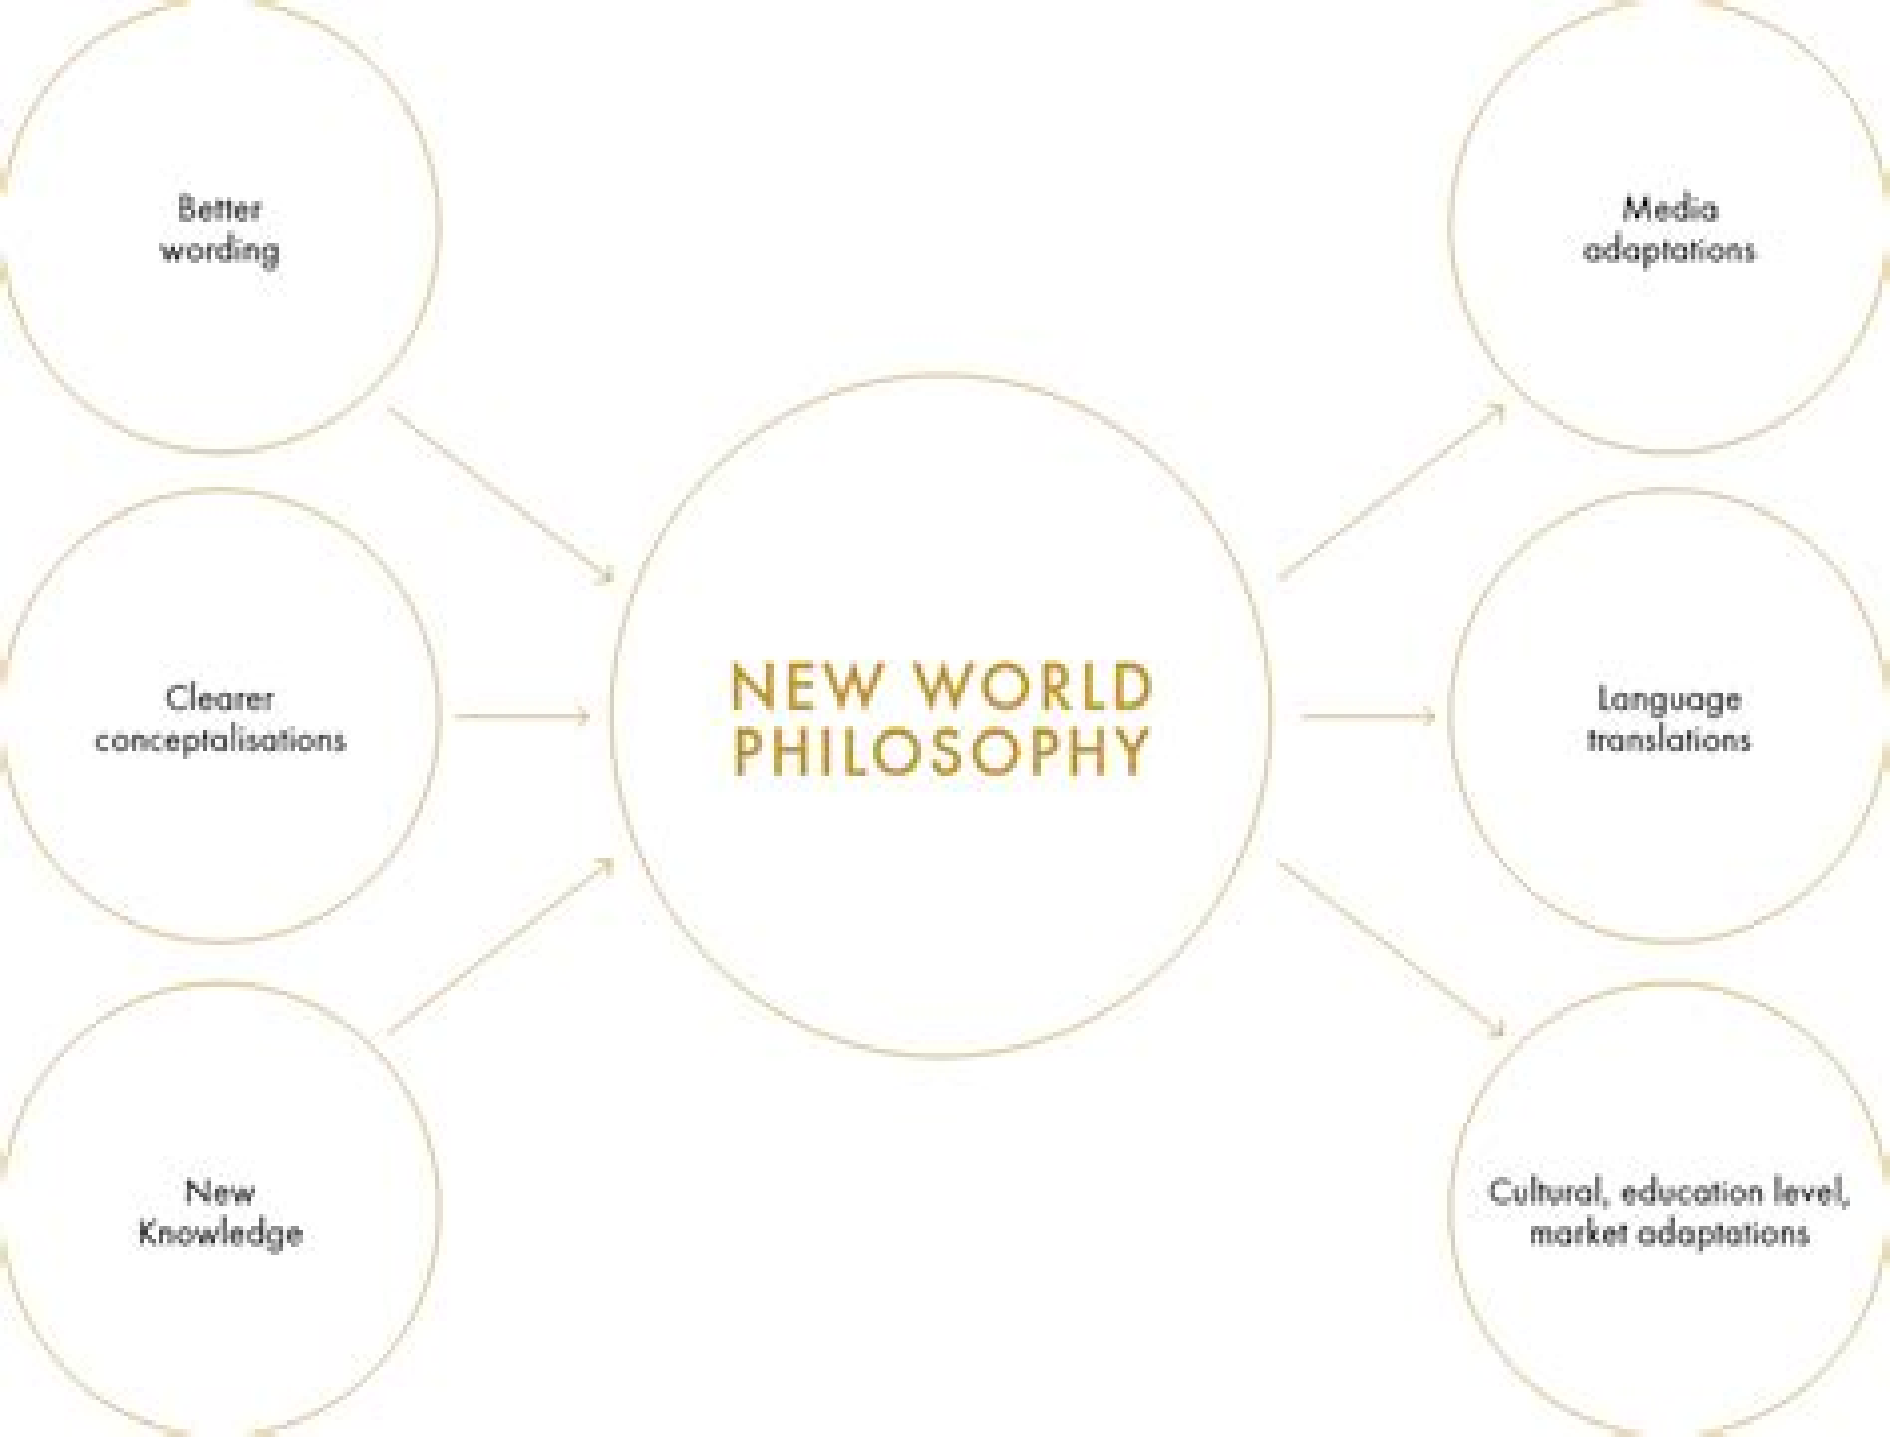 Better
wording
Clearer
conceptalisations
New
Knowledge
NEW WORLD
PHILOSOPHY
Media
adaptations
Language
translations
Cultural, education level,
market adaptations